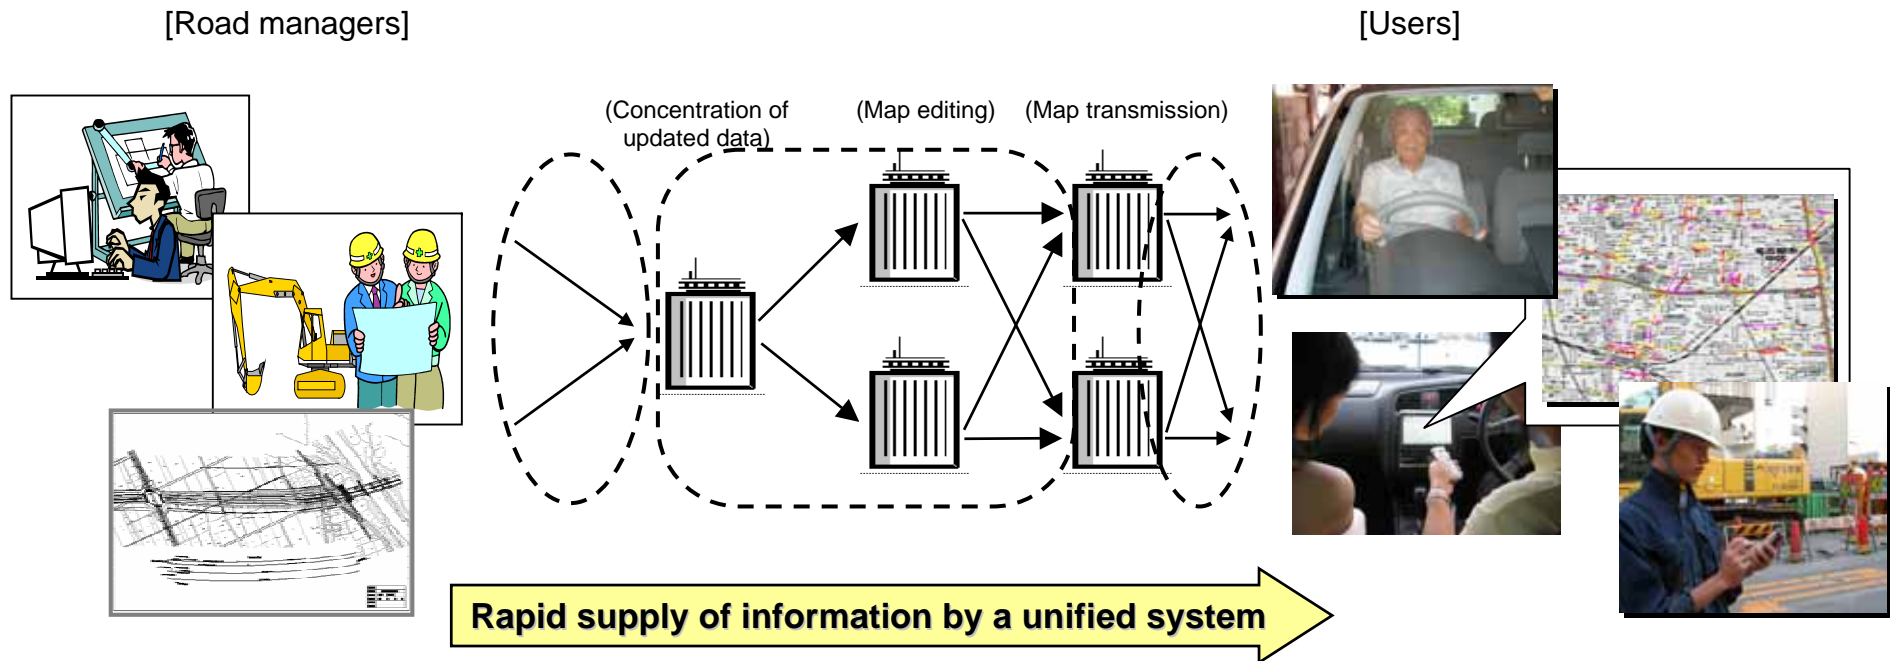 [Road managers]
[Users]
(Concentration of
updated data)
(Map editing)
(Map transmission)
Rapid supply of information by a unified system